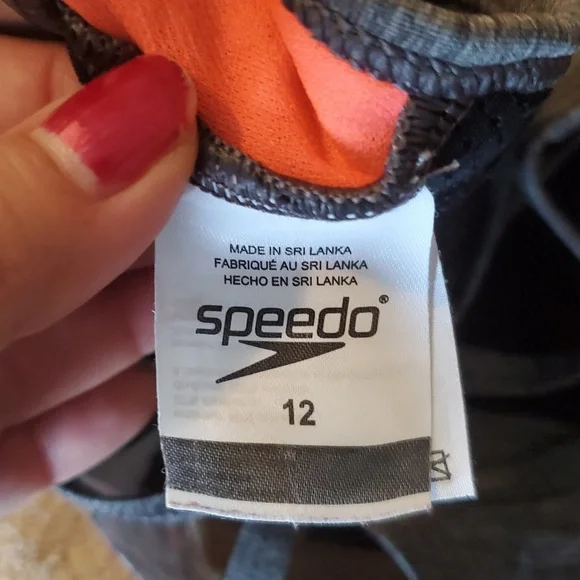 MADE IN SRI LANKA
FABRIQUÉ AU SRI LANKA
HECHO EN SRI LANKA
speedo®
12